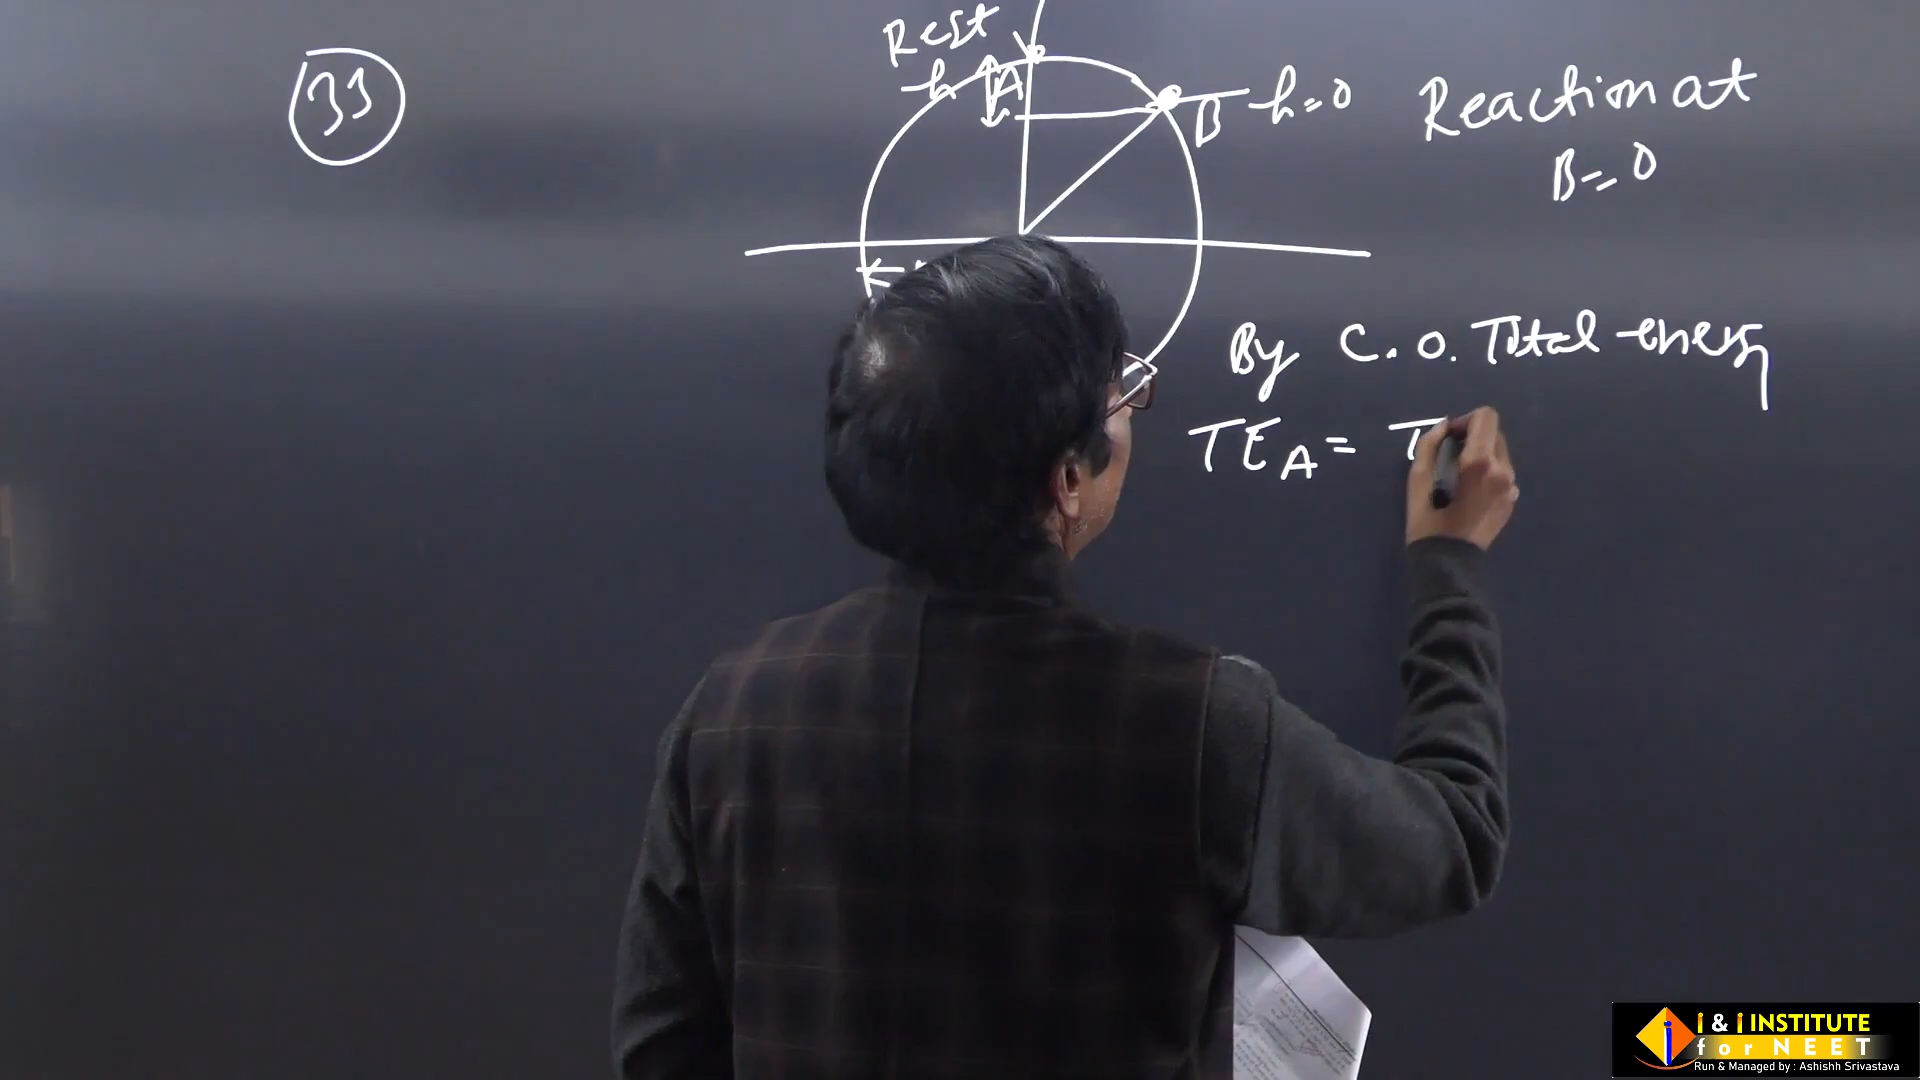 33
Rest
h
A
B
h=0
Reaction at
B=0
By C.O. Total energy
TE_A = T
i & i INSTITUTE
for NEET
Run & Managed by : Ashishh Srivastava